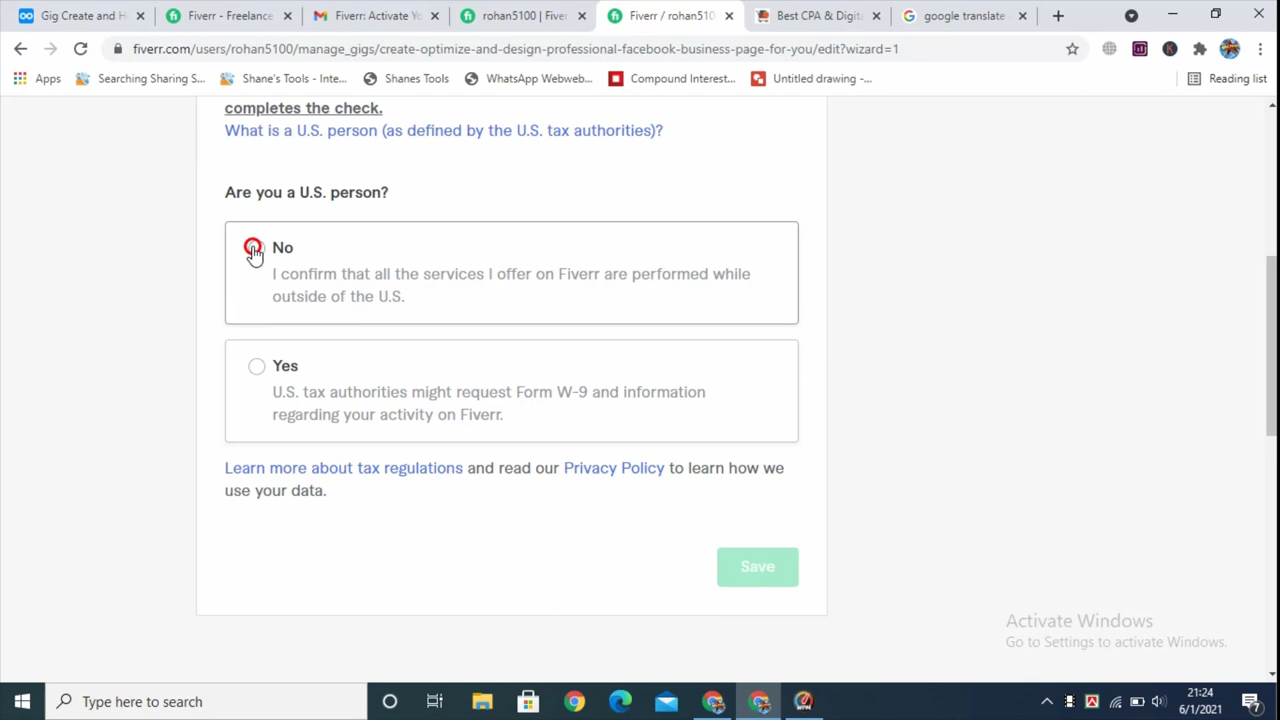 Gig Create and H
Fiverr - Freelance
Fiverr: Activate Yo
rohan5100 | Fiverr
Fiverr / rohan5100
Best CPA & Digita
google translate
fiverr.com/users/rohan5100/manage_gigs/create-optimize-and-design-professional-facebook-business-page-for-you/edit?wizard=1
Apps
Searching Sharing S...
Shane's Tools - Inte...
Shanes Tools
WhatsApp Webweb...
Compound Interest...
Untitled drawing -...
Reading list
completes the check.
What is a U.S. person (as defined by the U.S. tax authorities)?
Are you a U.S. person?
No
I confirm that all the services I offer on Fiverr are performed while
outside of the U.S.
Yes
U.S. tax authorities might request Form W-9 and information
regarding your activity on Fiverr.
Learn more about tax regulations and read our Privacy Policy to learn how we
use your data.
Save
Activate Windows
Go to Settings to activate Windows.
Type here to search
21:24
6/1/2021
7